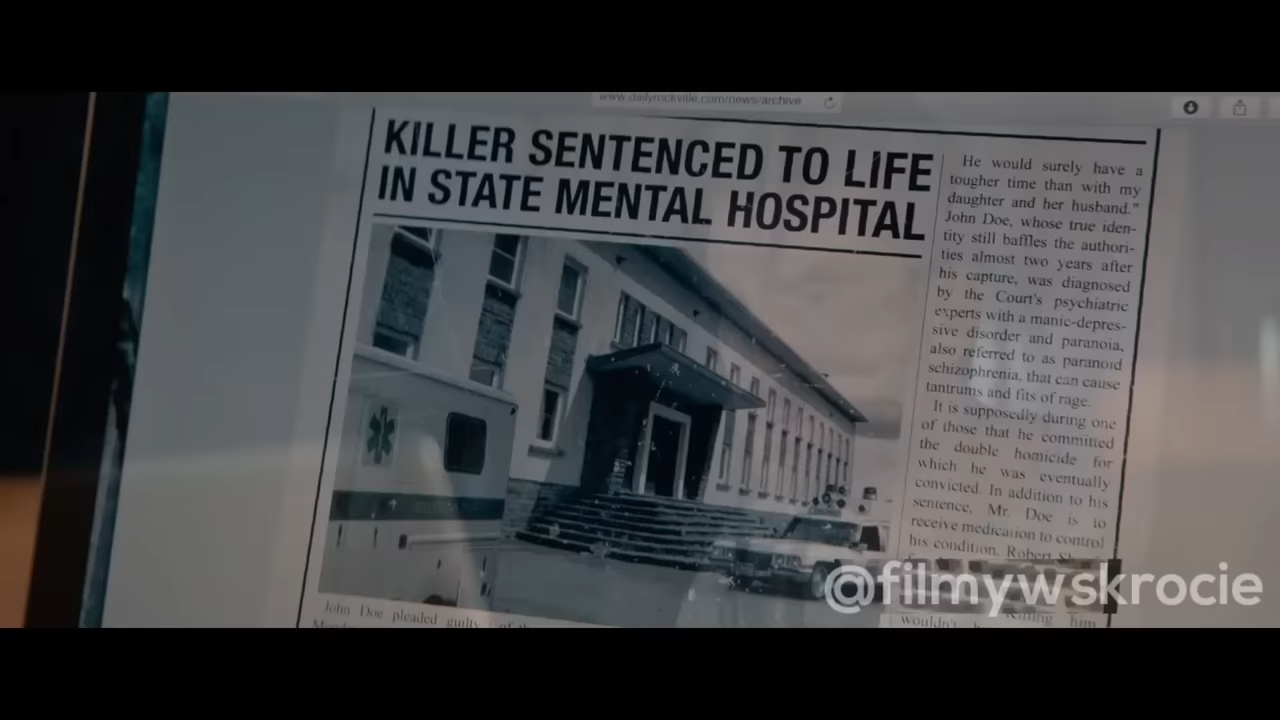 www.dailyrockville.com/news/archive
KILLER SENTENCED TO LIFE
IN STATE MENTAL HOSPITAL
He would surely have a
tougher time than with my
daughter and her husband."
John Doe, whose true iden-
tity still baffles the authori-
ties almost two years after
his capture, was diagnosed
by the Court's psychiatric
experts with a manic-depres-
sive disorder and paranoia,
also referred to as paranoid
schizophrenia, that can cause
tantrums and fits of rage.
It is supposedly during one
of those that he committed
the double homicide for
which he was eventually
convicted. In addition to his
sentence, Mr. Doe is to
receive medication to control
his condition. Robert
killing him
wouldn't
John Doe pleaded guilty
of
@filmywskrocie